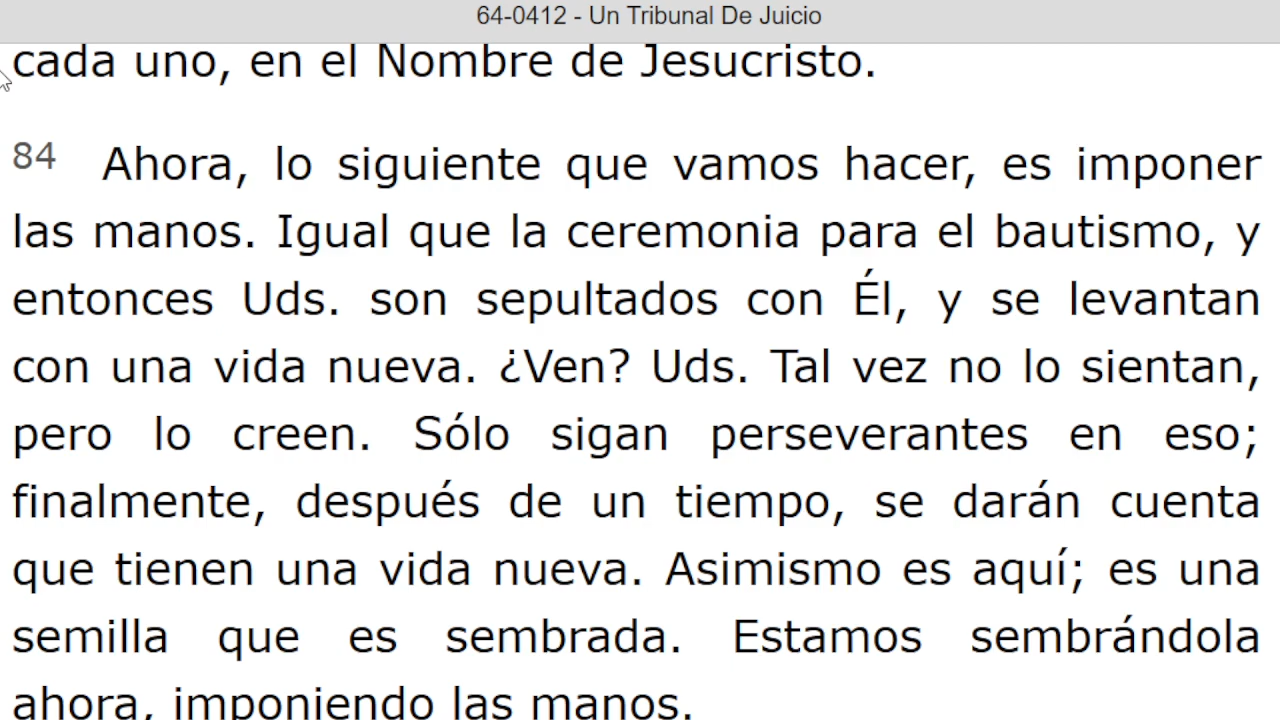 64-0412 - Un Tribunal De Juicio
cada uno, en el Nombre de Jesucristo.
84 Ahora, lo siguiente que vamos hacer, es imponer
las manos. Igual que la ceremonia para el bautismo, y
entonces Uds. son sepultados con Él, y se levantan
con una vida nueva. ¿Ven? Uds. Tal vez no lo sientan,
pero lo creen. Sólo sigan perseverantes en eso;
finalmente, después de un tiempo, se darán cuenta
que tienen una vida nueva. Asimismo es aquí; es una
semilla que es sembrada. Estamos sembrándola
ahora, imponiendo las manos.